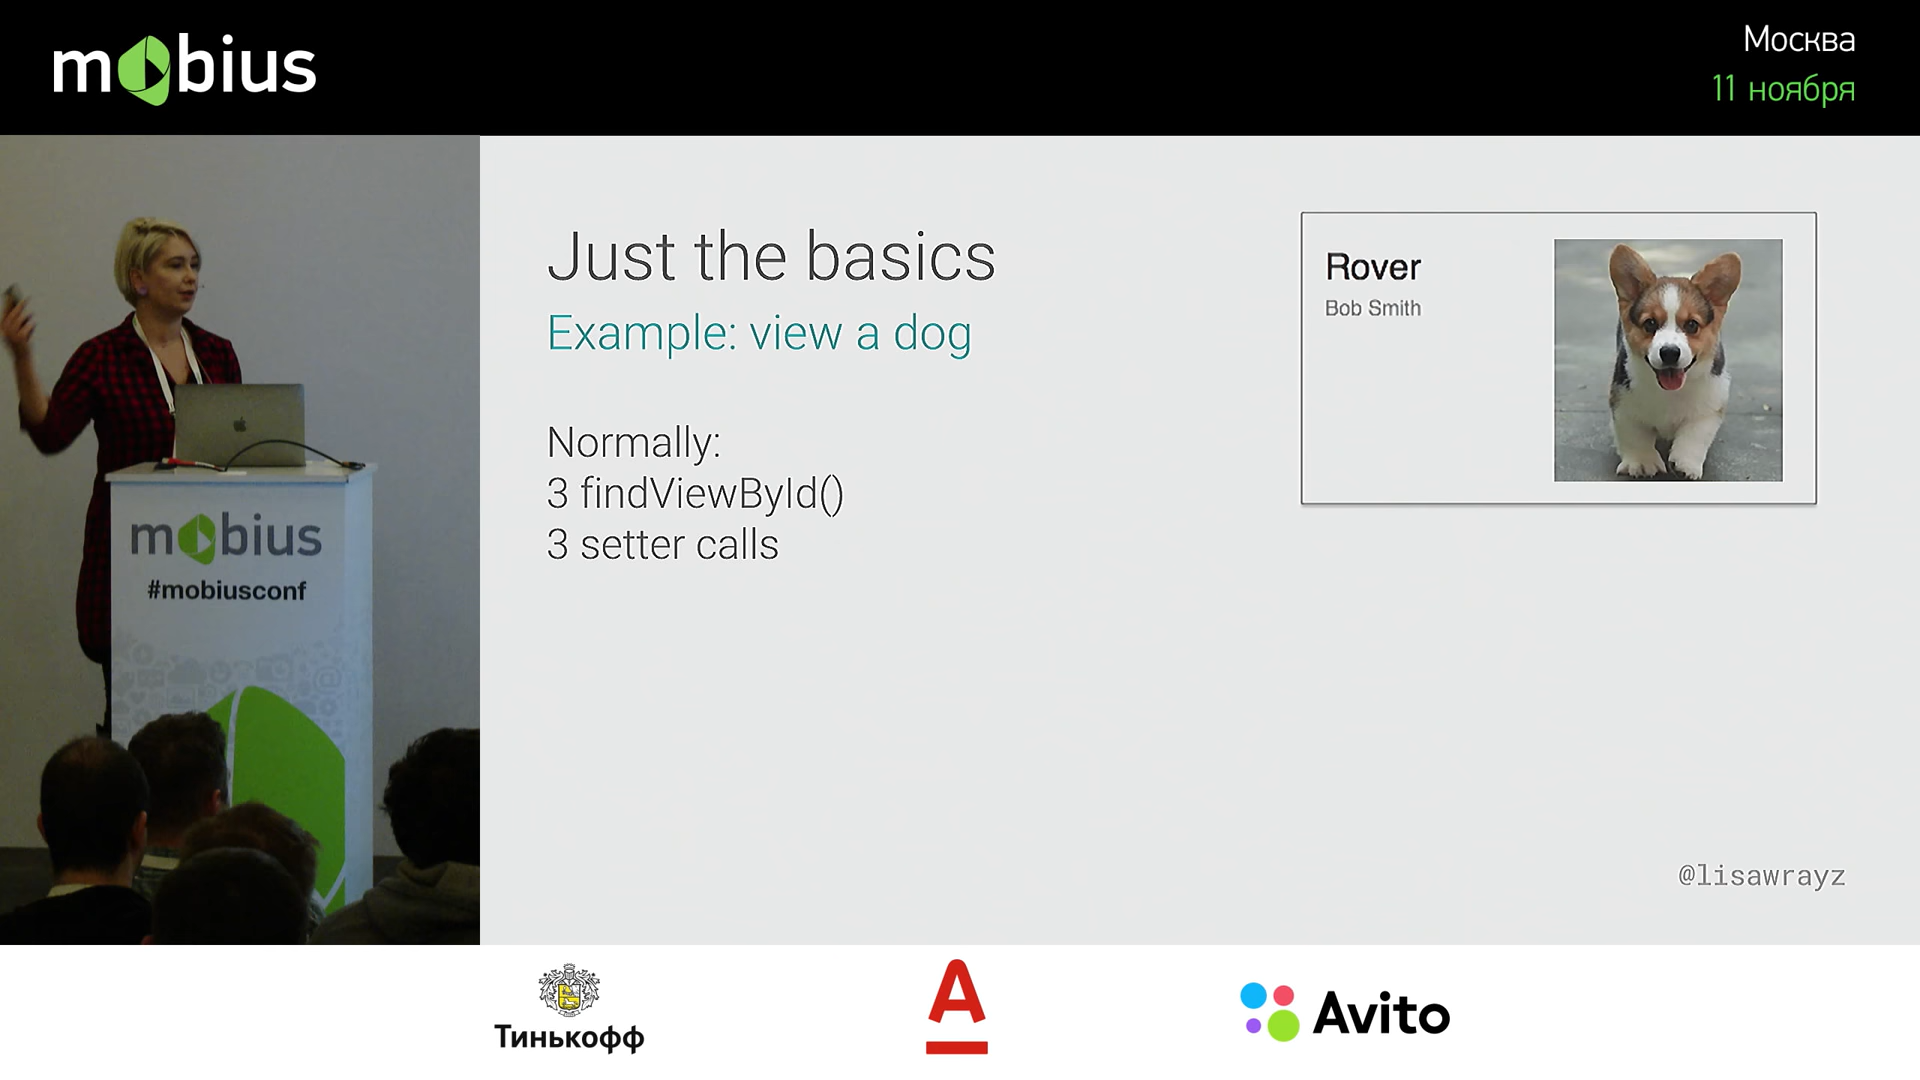 mobius
Москва
11 ноября
Just the basics
Example: view a dog
Normally:
3 findViewById()
3 setter calls
Rover
Bob Smith
@lisawrayz
mobius
#mobiusconf
Тинькофф
А
Avito